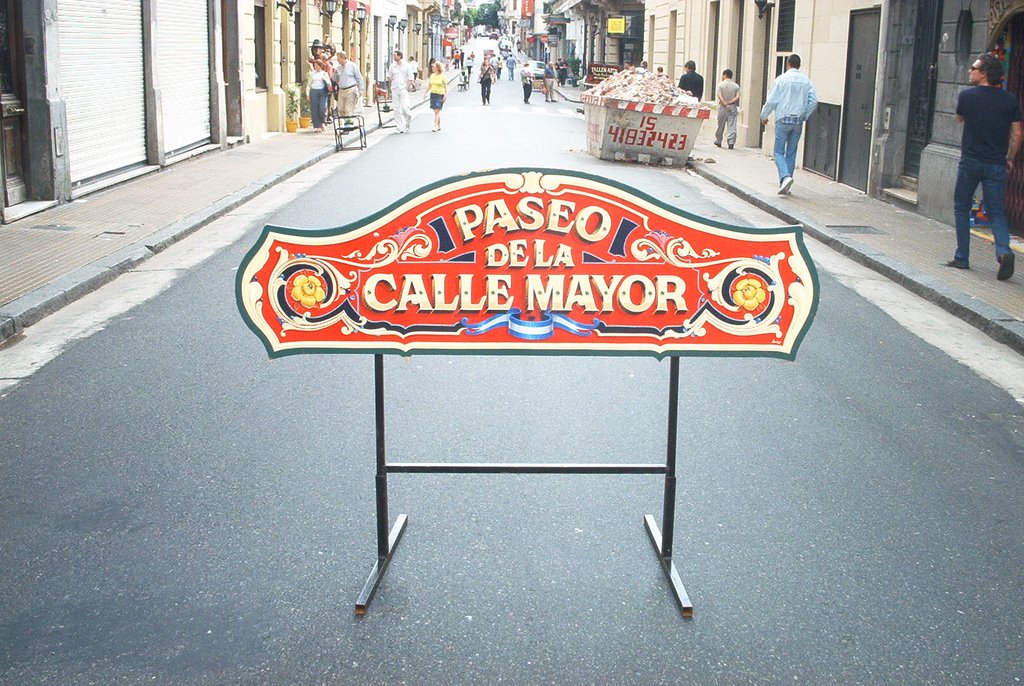 PASEO
DE LA
CALLE MAYOR
15
41832423